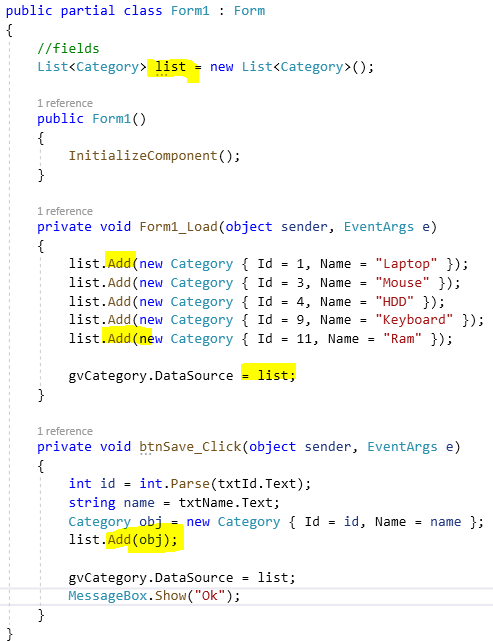 public partial class Form1 : Form
{
//fields
List<Category> list = new List<Category>();
1 reference
public Form1()
{
InitializeComponent();
}
1 reference
private void Form1_Load(object sender, EventArgs e)
{
list.Add(new Category { Id = 1, Name = "Laptop" });
list.Add(new Category { Id = 3, Name = "Mouse" });
list.Add(new Category { Id = 4, Name = "HDD" });
list.Add(new Category { Id = 9, Name = "Keyboard" });
list.Add(new Category { Id = 11, Name = "Ram" });
gvCategory.DataSource = list;
}
1 reference
private void btnSave_Click(object sender, EventArgs e)
{
int id = int.Parse(txtId.Text);
string name = txtName.Text;
Category obj = new Category { Id = id, Name = name };
list.Add(obj);
gvCategory.DataSource = list;
MessageBox.Show("Ok");
}
}